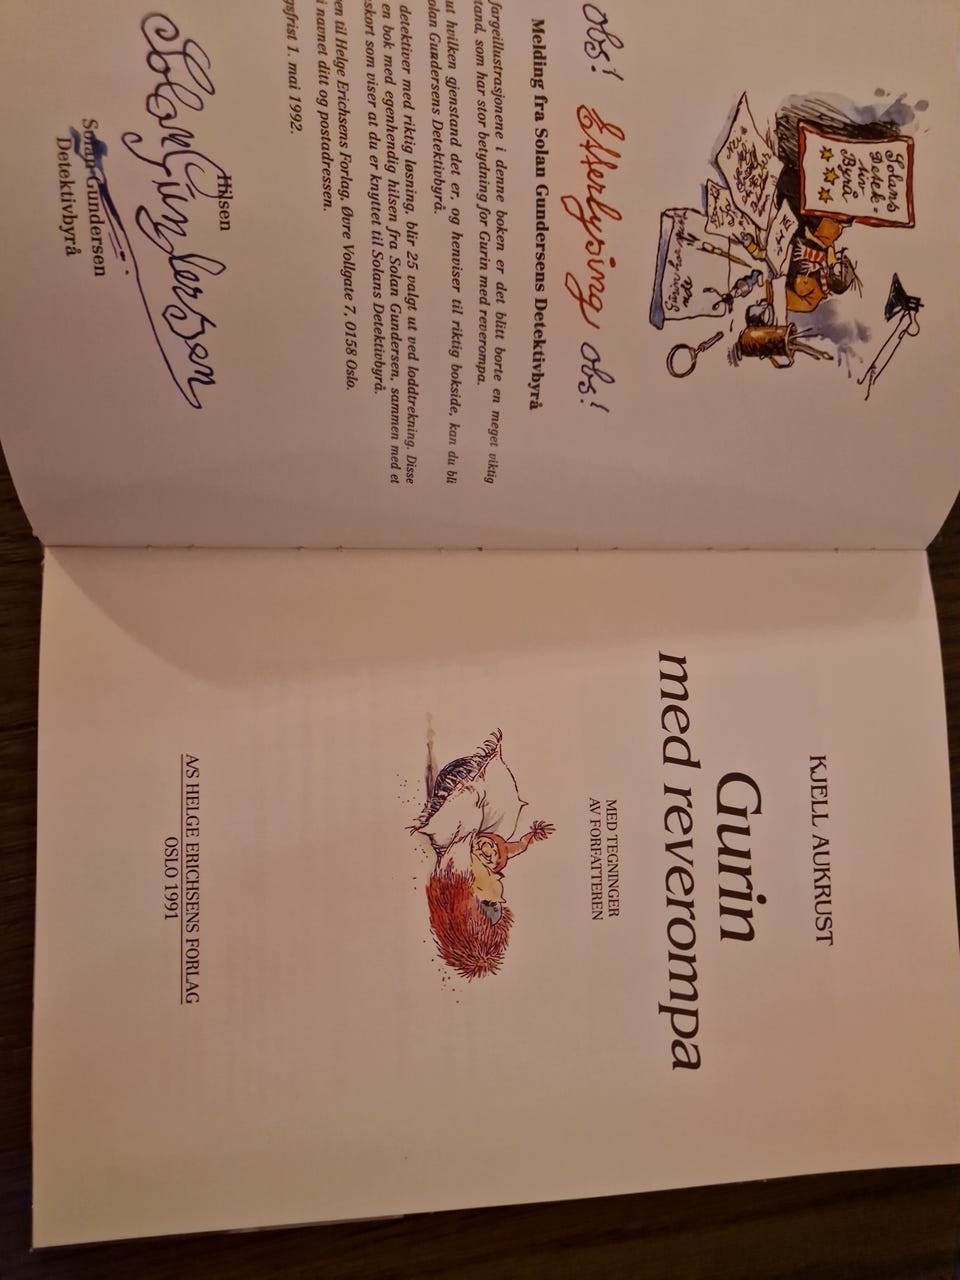 Solans
Detek-
tiv-
Byrå
obs! Efterlysing obs!
Melding fra Solan Gundersens Detektivbyrå
fargeillustrasjonene i denne boken er det blitt borte en meget viktig
tand, som har stor betydning for Gurin med reverompa.
ut hvilken gjenstand det er, og henviser til riktig bokside, kan du bli
olan Gundersens Detektivbyrå.
detektiver med riktig løsning, blir 25 valgt ut ved loddtrekning. Disse
en bok med egenhendig hilsen fra Solan Gundersen, sammen med et
skort som viser at du er knyttet til Solans Detektivbyrå.
en til Helge Erichsens Forlag, Øvre Vollgate 7, 0158 Oslo.
i navnet ditt og postadressen.
gsfrist 1. mai 1992.
Hilsen
Solan Gundersen
Solan Gundersen
Detektivbyrå
KJELL AUKRUST
Gurin
med reverompa
MED TEGNINGER
AV FORFATTEREN
A/S HELGE ERICHSENS FORLAG
OSLO 1991